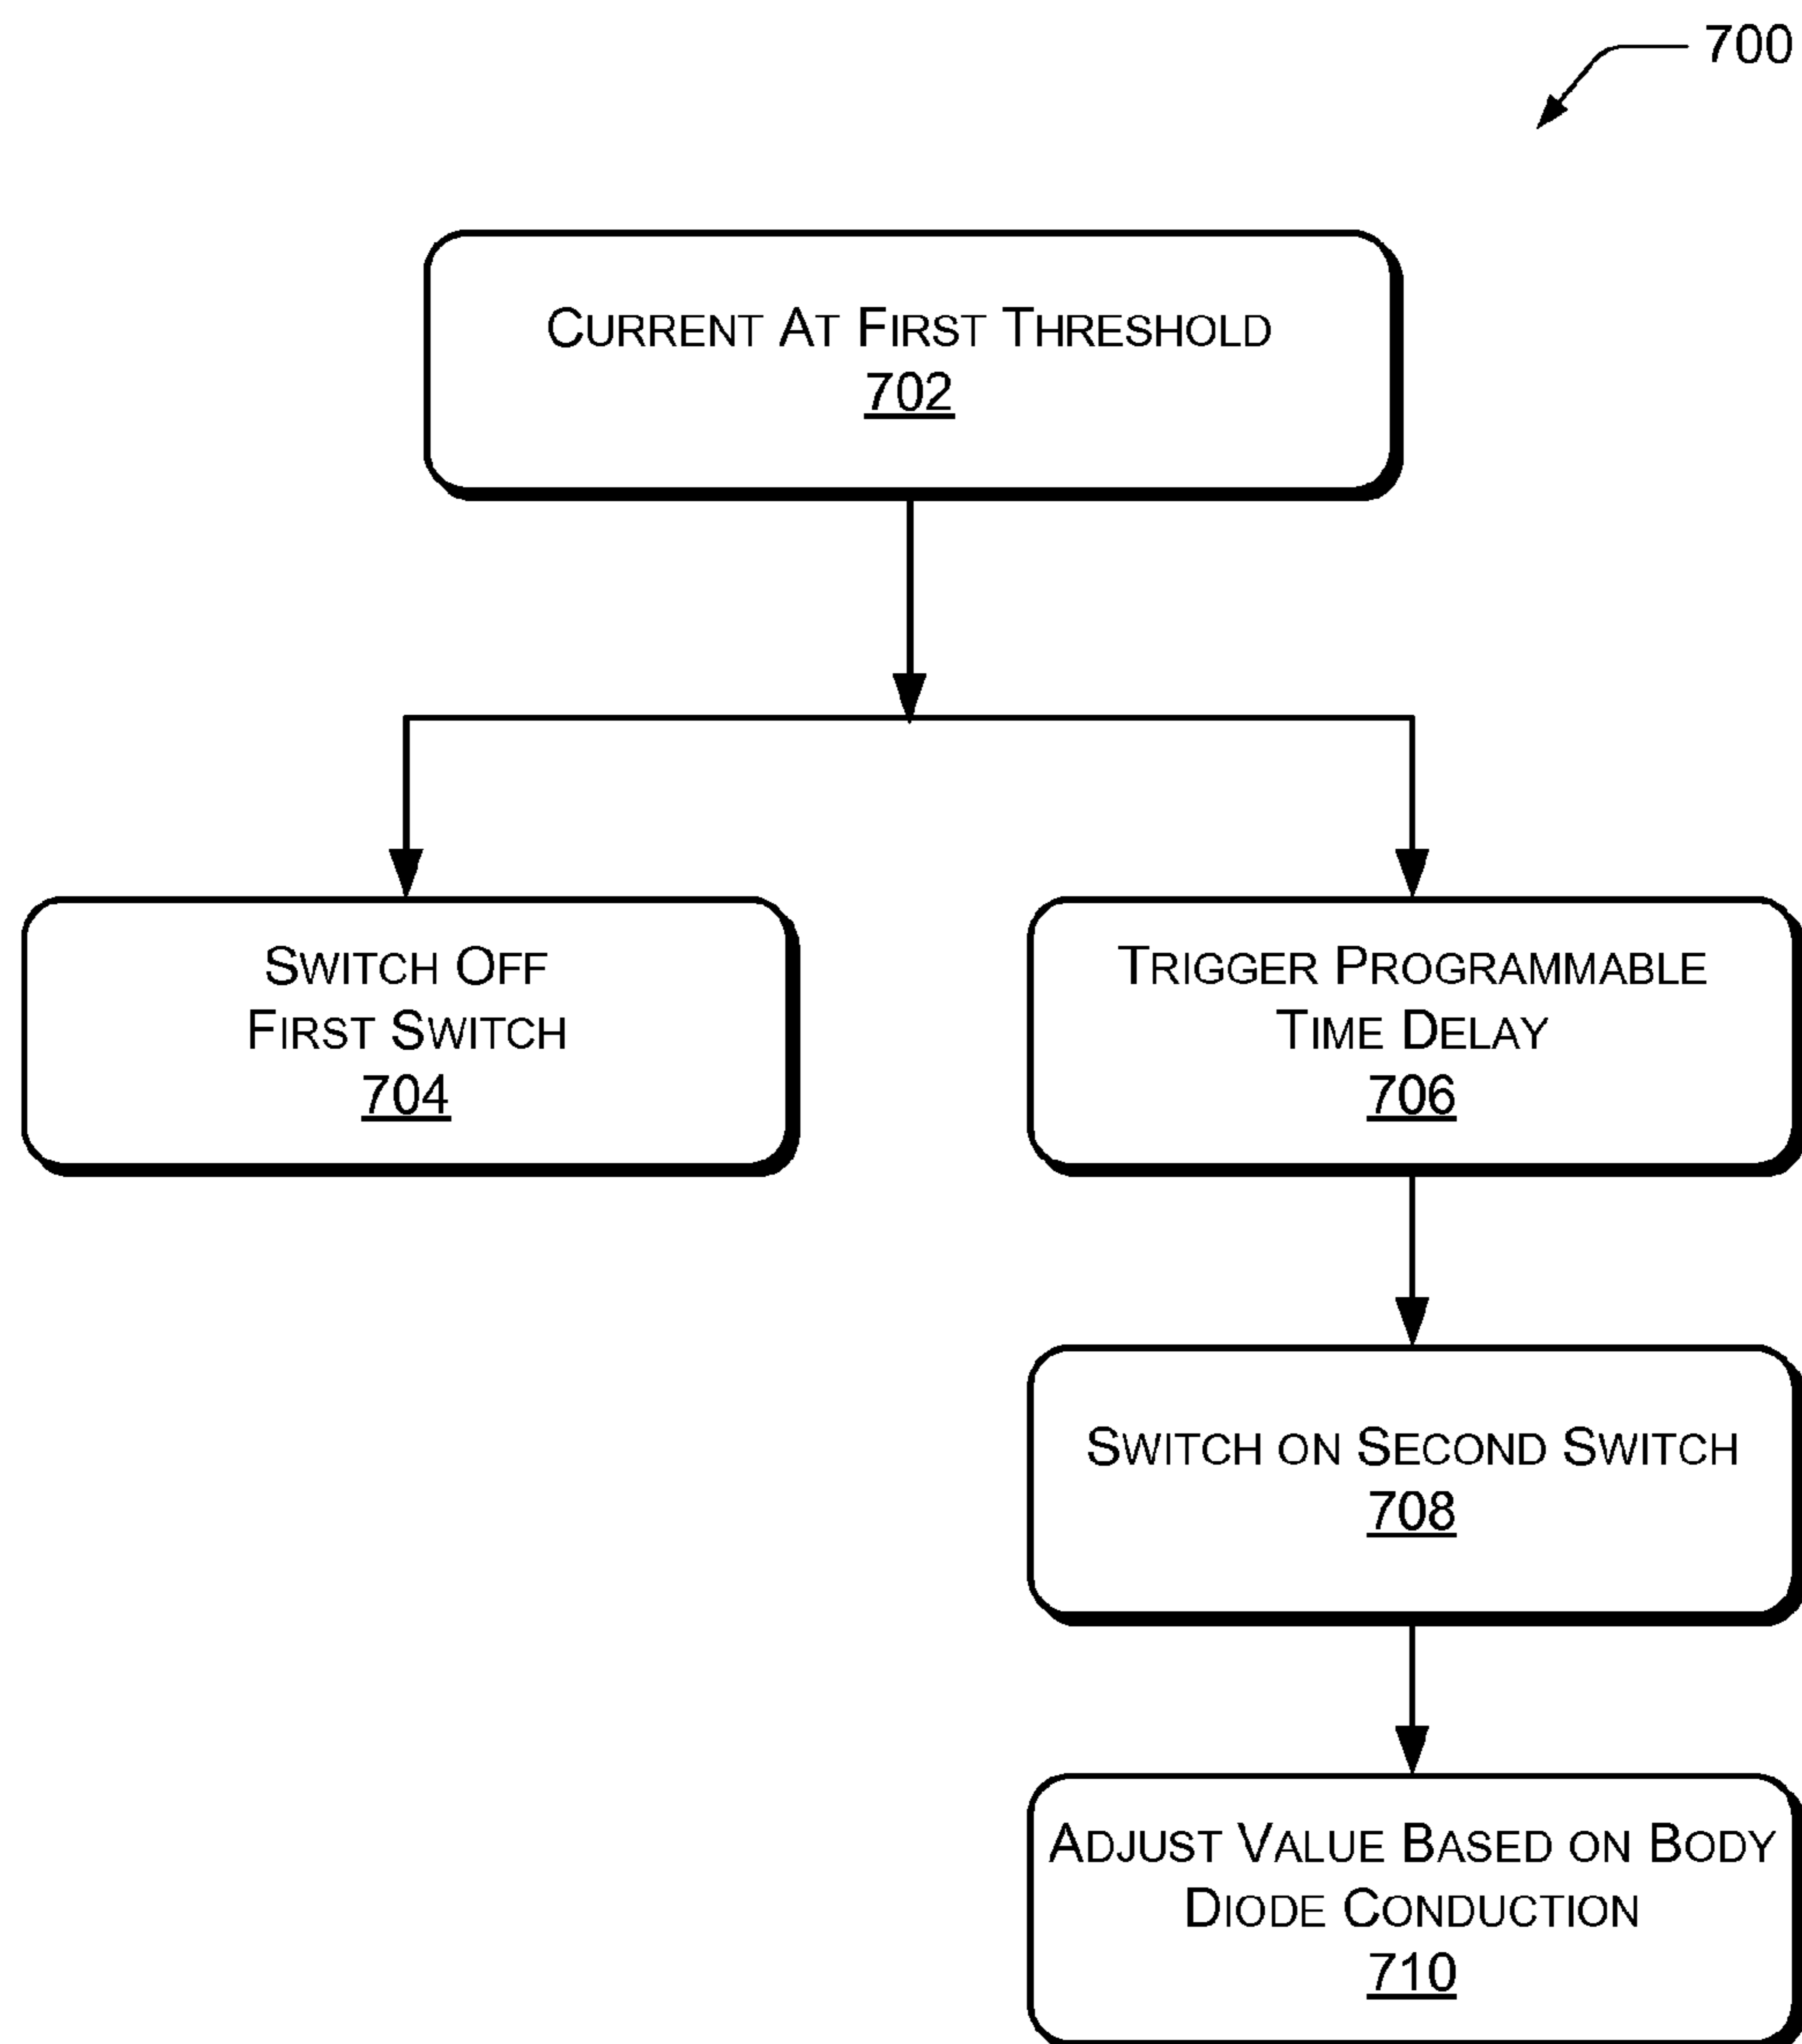 700
CURRENT AT FIRST THRESHOLD
702
SWITCH OFF
FIRST SWITCH
704
TRIGGER PROGRAMMABLE
TIME DELAY
706
SWITCH ON SECOND SWITCH
708
ADJUST VALUE BASED ON BODY
DIODE CONDUCTION
710